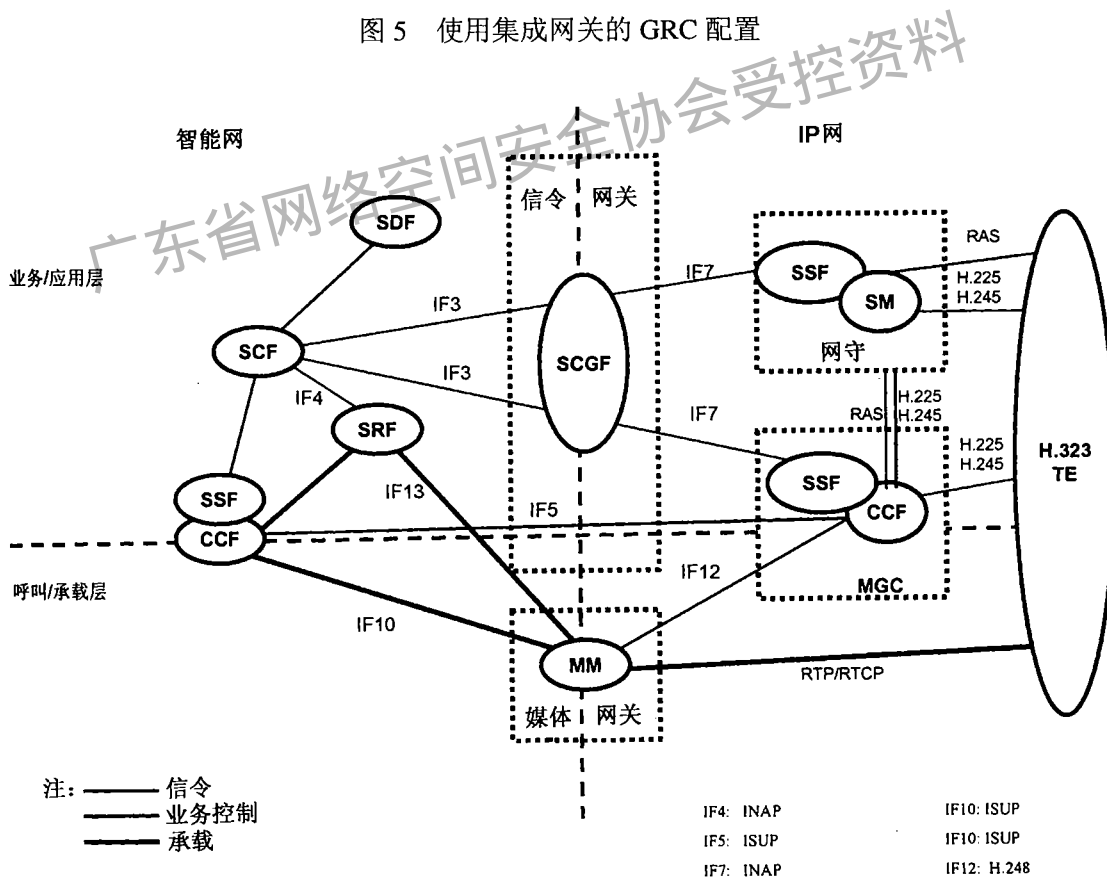 图 5 使用集成网关的 GRC 配置
广东省网络空间安全协会受控资料
智能网
IP网
信令 网关
SDF
RAS
业务/应用层
IF7
SSF
H.225
H.245
SM
IF3
SCF
SCGF
网守
IF3
IF4
H.225
RAS
H.245
IF7
SRF
H.225
H.245
H.323
TE
IF13
SSF
SSF
IF5
CCF
CCF
IF12
MGC
呼叫/承载层
IF10
MM
RTP/RTCP
媒体 网关
注: 信令
业务控制
承载
IF4: INAP
IF10: ISUP
IF5: ISUP
IF10: ISUP
IF7: INAP
IF12: H.248